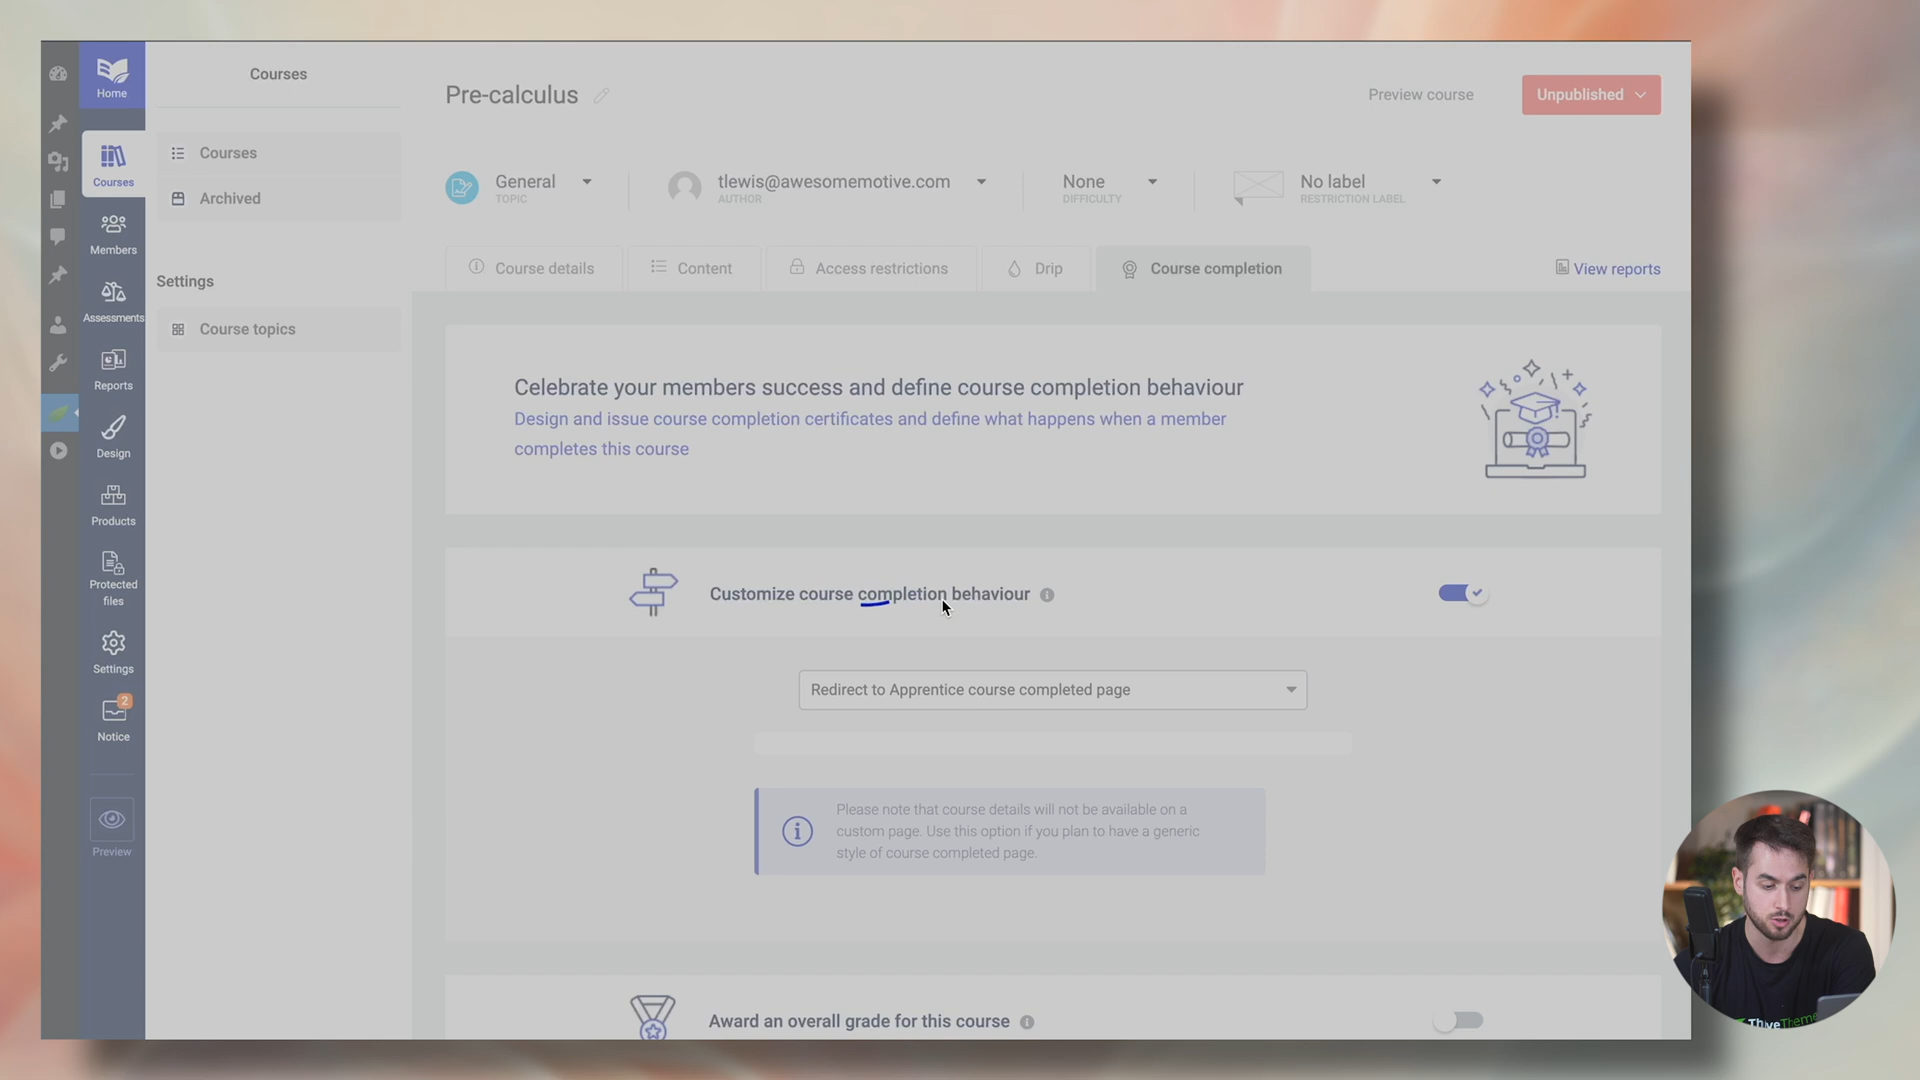 Home
Courses
Members
Assessments
Reports
Design
Products
Protected
files
Settings
2
Notice
Preview
Courses
Courses
Archived
Settings
Course topics
Pre-calculus
Preview course
Unpublished
General
TOPIC
tlewis@awesomemotive.com
AUTHOR
None
DIFFICULTY
No label
RESTRICTION LABEL
Course details
Content
Access restrictions
Drip
Course completion
View reports
Celebrate your members success and define course completion behaviour
Design and issue course completion certificates and define what happens when a member
completes this course
Customize course completion behaviour
Redirect to Apprentice course completed page
Please note that course details will not be available on a
custom page. Use this option if you plan to have a generic
style of course completed page.
Award an overall grade for this course
ThriveThemes